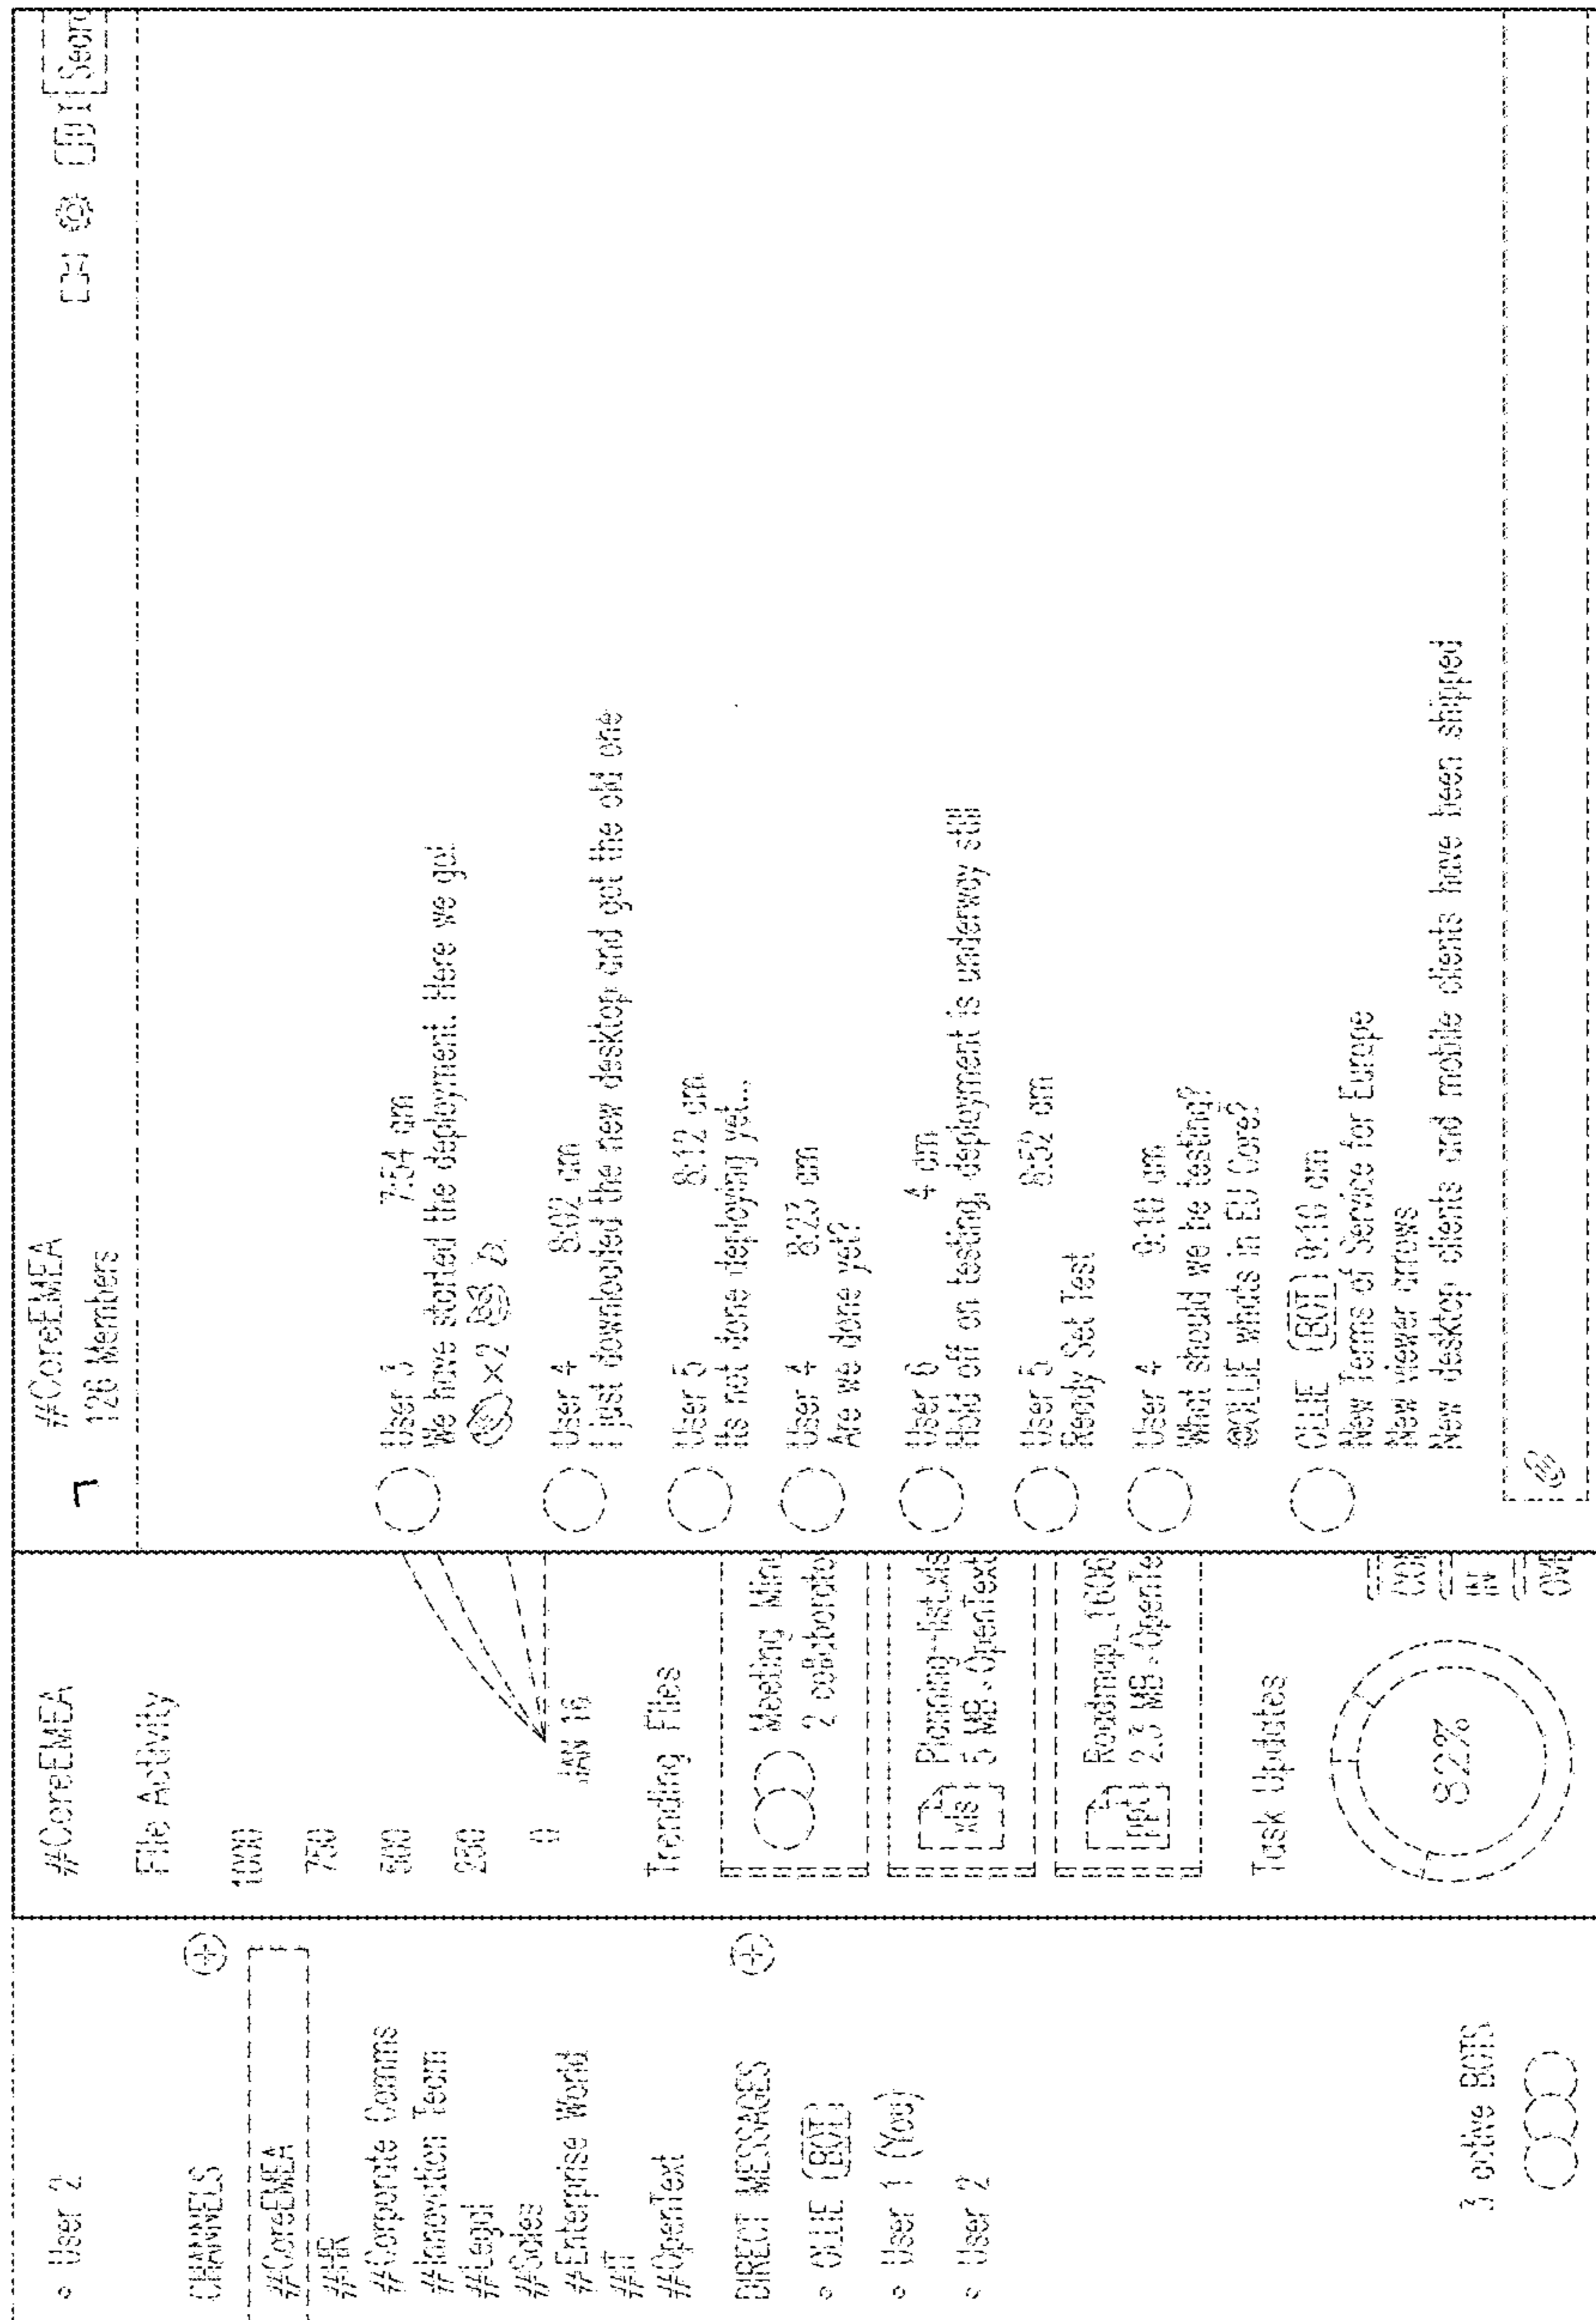 User 2
CHANNELS
#CoreEMEA
#HR
#Corporate Comms
#Innovation Team
#Legal
#Sales
#Enterprise World
#IT
#OpenText
DIRECT MESSAGES
OLLIE BOT
User 1 (You)
User 2
3 active BOTS
#CoreEMEA
File Activity
1000
750
500
250
0
JAN 16
Trending Files
Meeting Minu
2 collaborato
xls
Planning-list.xls
5 MB-OpenText
ppt
Roadmap_1606
2.3 MB-OpenTe
Task Updates
82%
COM
IN
OVE
#CoreEMEA
126 Members
Searc
User 3 7:54 am
We have started the deployment. Here we go!
×2
User 4 8:02 am
I just downloaded the new desktop and got the old one
User 5 8:12 am
Its not done deploying yet...
User 4 8:23 am
Are we done yet?
User 6 4 am
Hold off on testing, deployment is underway still
User 5 8:52 am
Ready Set Test
User 4 9:10 am
What should we be testing?
@OLLIE whats in EU Core?
OLLIE BOT 9:10 am
New Terms of Service for Europe
New viewer arrows
New desktop clients and mobile clients have been shipped